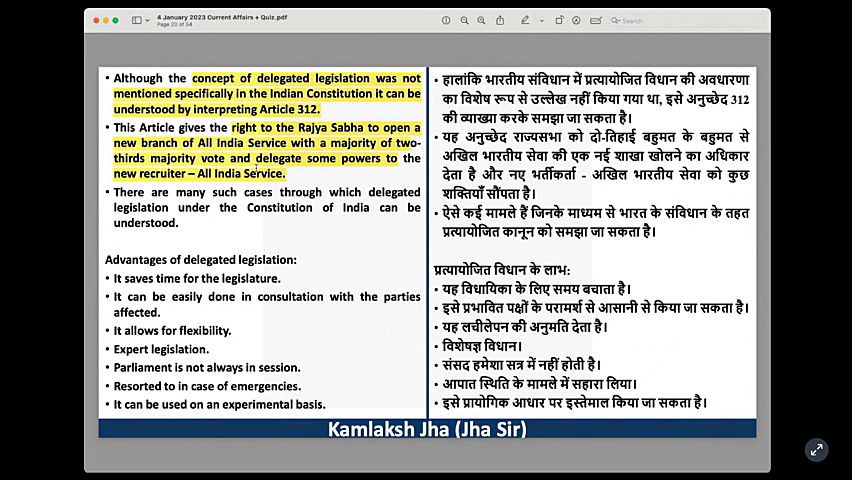 4 January 2023 Current Affairs + Quiz.pdf
Page 20 of 54
Search
• Although the concept of delegated legislation was not
mentioned specifically in the Indian Constitution it can be
understood by interpreting Article 312.
• This Article gives the right to the Rajya Sabha to open a
new branch of All India Service with a majority of two-
thirds majority vote and delegate some powers to the
new recruiter – All India Service.
• There are many such cases through which delegated
legislation under the Constitution of India can be
understood.
Advantages of delegated legislation:
• It saves time for the legislature.
• It can be easily done in consultation with the parties
affected.
• It allows for flexibility.
• Expert legislation.
• Parliament is not always in session.
• Resorted to in case of emergencies.
• It can be used on an experimental basis.
• हालांकि भारतीय संविधान में प्रत्यायोजित विधान की अवधारणा
का विशेष रूप से उल्लेख नहीं किया गया था, इसे अनुच्छेद 312
की व्याख्या करके समझा जा सकता है।
• यह अनुच्छेद राज्यसभा को दो-तिहाई बहुमत के बहुमत से
अखिल भारतीय सेवा की एक नई शाखा खोलने का अधिकार
देता है और नए भर्तीकर्ता - अखिल भारतीय सेवा को कुछ
शक्तियाँ सौंपता है।
• ऐसे कई मामले हैं जिनके माध्यम से भारत के संविधान के तहत
प्रत्यायोजित कानून को समझा जा सकता है।
प्रत्यायोजित विधान के लाभ:
• यह विधायिका के लिए समय बचाता है।
• इसे प्रभावित पक्षों के परामर्श से आसानी से किया जा सकता है।
• यह लचीलेपन की अनुमति देता है।
• विशेषज्ञ विधान।
• संसद हमेशा सत्र में नहीं होती है।
• आपात स्थिति के मामले में सहारा लिया।
• इसे प्रायोगिक आधार पर इस्तेमाल किया जा सकता है।
Kamlaksh Jha (Jha Sir)